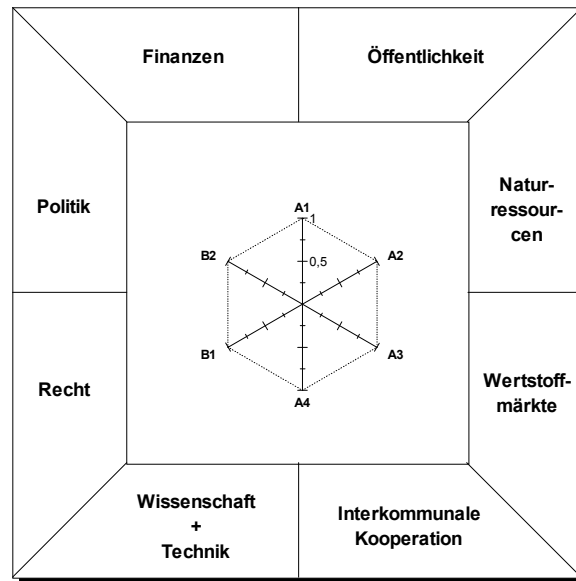 Finanzen
Öffentlichkeit
Politik
Natur-
ressour-
cen
A1
1
B2
A2
0,5
B1
A3
A4
Recht
Wertstoff-
märkte
Wissenschaft
+
Technik
Interkommunale
Kooperation